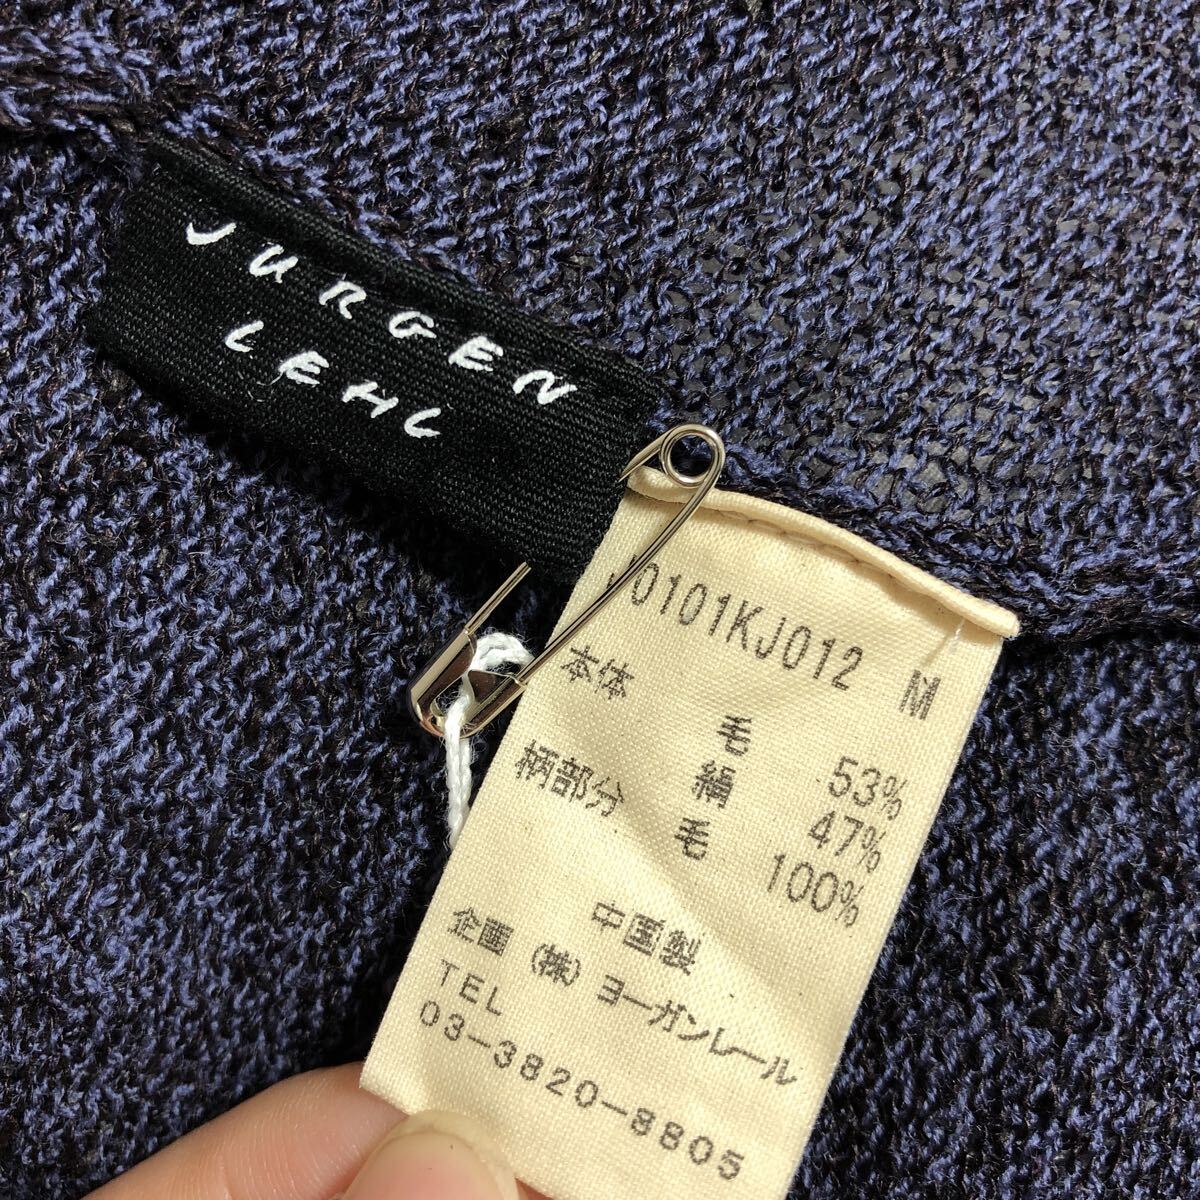 JURGEN
LEHL
J0101KJ012 M
本体 毛 53%
絹 47%
柄部分 毛 100%
中国製
企画 (株) ヨーガンレール
TEL
03-3820-8805